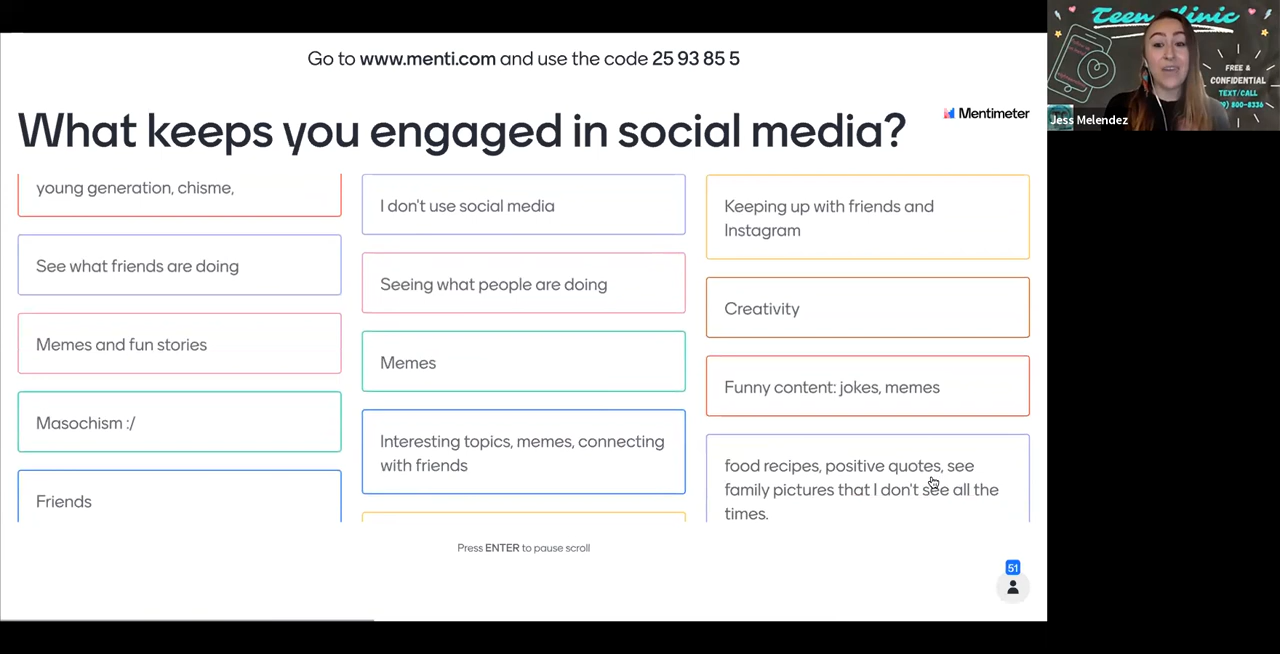 Go to www.menti.com and use the code 25 93 85 5
What keeps you engaged in social media?
Mentimeter
young generation, chisme,
See what friends are doing
Memes and fun stories
Masochism :/
Friends
I don't use social media
Seeing what people are doing
Memes
Interesting topics, memes, connecting
with friends
Keeping up with friends and
Instagram
Creativity
Funny content: jokes, memes
food recipes, positive quotes, see
family pictures that I don't see all the
times.
Press ENTER to pause scroll
51
Teen Clinic
FREE &
CONFIDENTIAL
TEXT/CALL
9) 800-8336
Jess Melendez